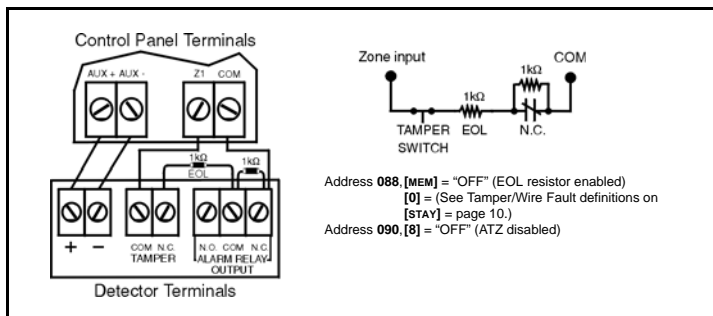 Control Panel Terminals
AUX + AUX -
Z1 COM
1kΩ
EOL
1kΩ
+ -
COM N.C.
TAMPER
N.O. COM N.C.
ALARM RELAY
OUTPUT
Detector Terminals
Zone input
COM
1kΩ
1kΩ
TAMPER
SWITCH
EOL
N.C.
Address 088, [MEM] = “OFF” (EOL resistor enabled)
[0] = (See Tamper/Wire Fault definitions on
[STAY] = page 10.)
Address 090, [8] = “OFF” (ATZ disabled)